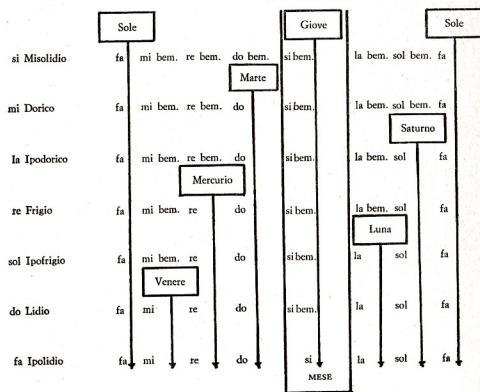 Sole Giove Sole
si Misolidio fa mi bem. re bem. do bem. si bem. la bem. sol bem. fa
Marte
mi Dorico fa mi bem. re bem. do si bem. la bem. sol bem. fa
Saturno
la Ipodorico fa mi bem. re bem. do si bem. la bem. sol fa
Mercurio
re Frigio fa mi bem. re do si bem. la bem. sol fa
Luna
sol Ipofrigio fa mi bem. re do si bem. la sol fa
Venere
do Lidio fa mi re do si bem. la sol fa
fa Ipolidio fa mi re do si la sol fa
MESE